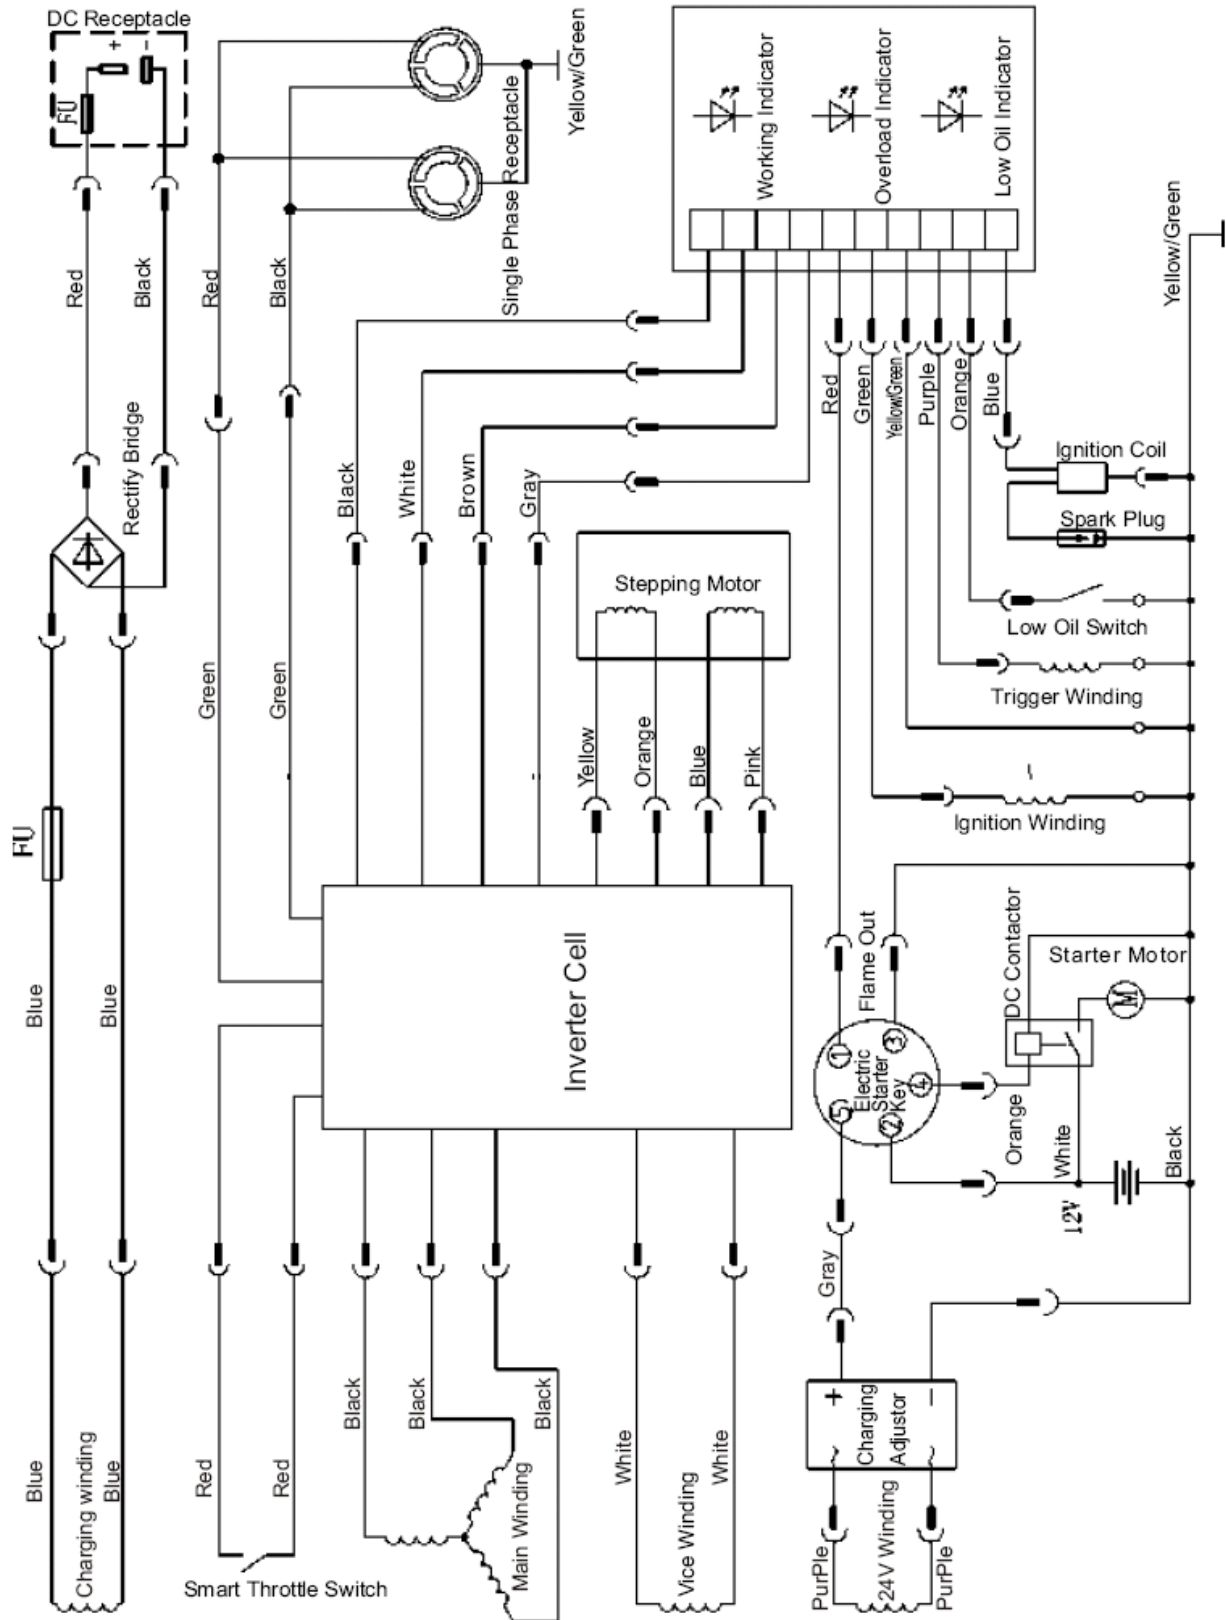 DC Receptacle
+
-
FU
Red
Black
Rectify Bridge
FU
Blue
Blue
Blue
Charging winding
Blue
Red
Black
Green
Green
Single Phase Receptacle
Yellow/Green
Red
Red
Smart Throttle Switch
Working Indicator
Overload Indicator
Low Oil Indicator
Black
White
Brown
Gray
Stepping Motor
Yellow
Orange
Blue
Pink
Inverter Cell
Black
Black
Black
Main Winding
White
Vice Winding
White
Red
Green
Yellow/Green
Purple
Orange
Blue
Yellow/Green
Ignition Coil
Spark Plug
Low Oil Switch
Trigger Winding
Ignition Winding
Flame Out
DC Contactor
Starter Motor
M
1
3
5
Electric
Starter
Key
4
2
Orange
White
12V
Black
Gray
+
-
Charging
Adjustor
~
~
PurPle
24V Winding
PurPle